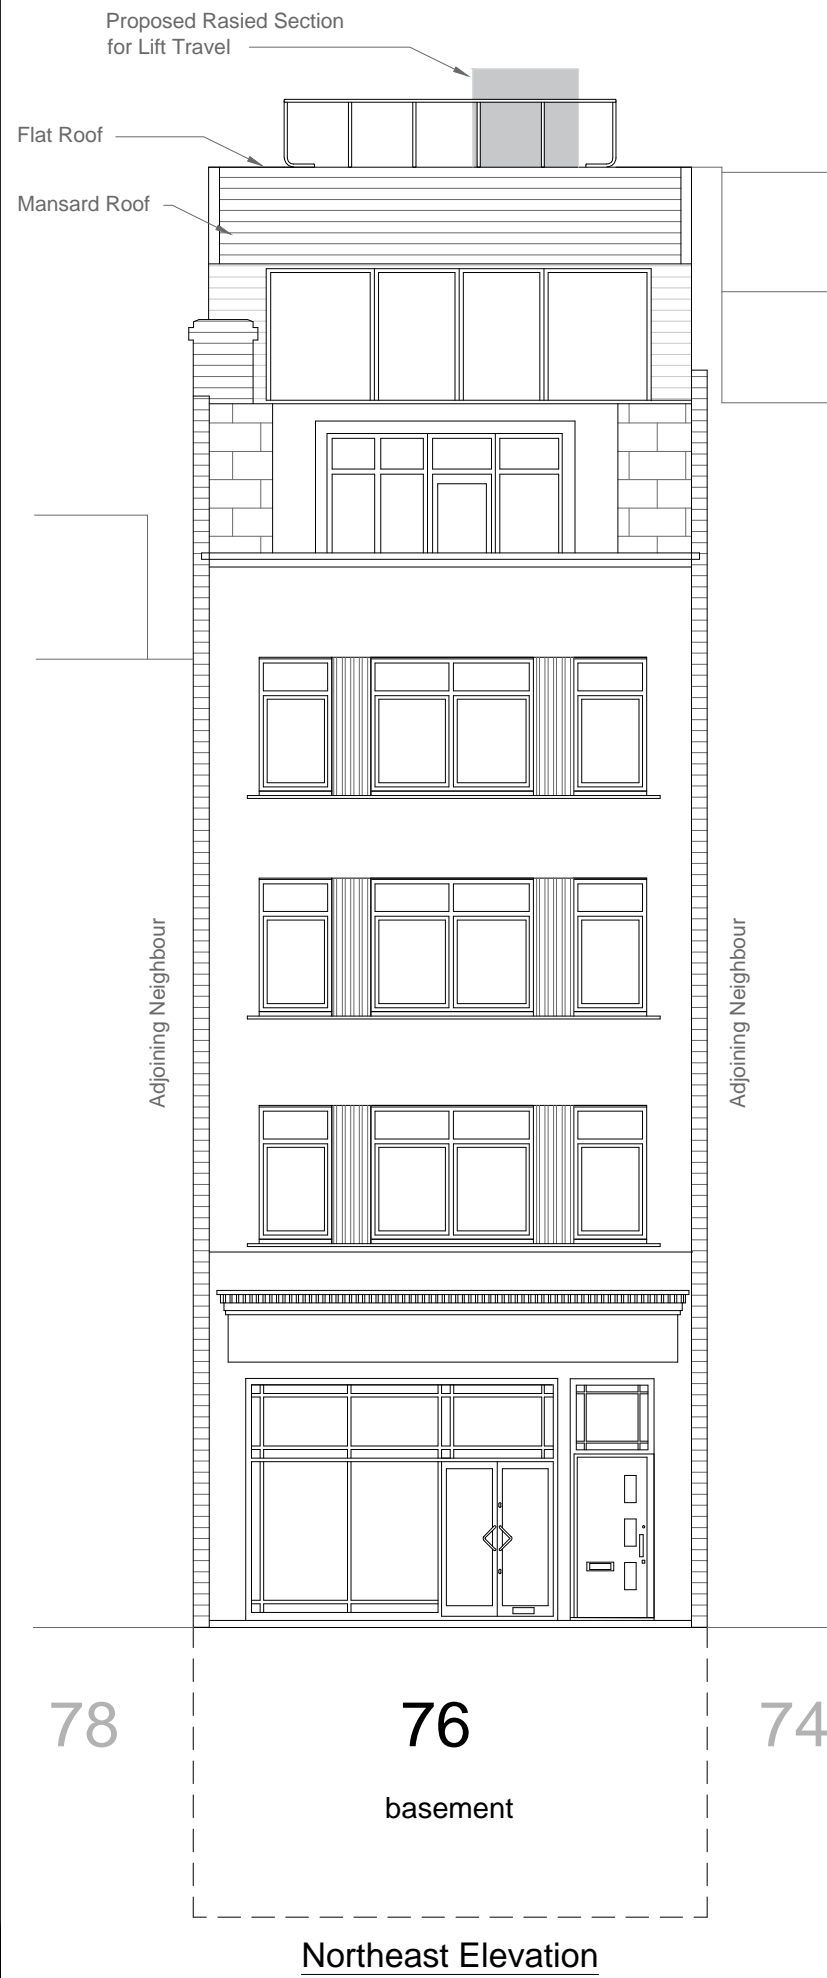 Proposed Rasied Section
for Lift Travel
Flat Roof
Mansard Roof
Adjoining Neighbour
Adjoining Neighbour
78
76
74
basement
Northeast Elevation